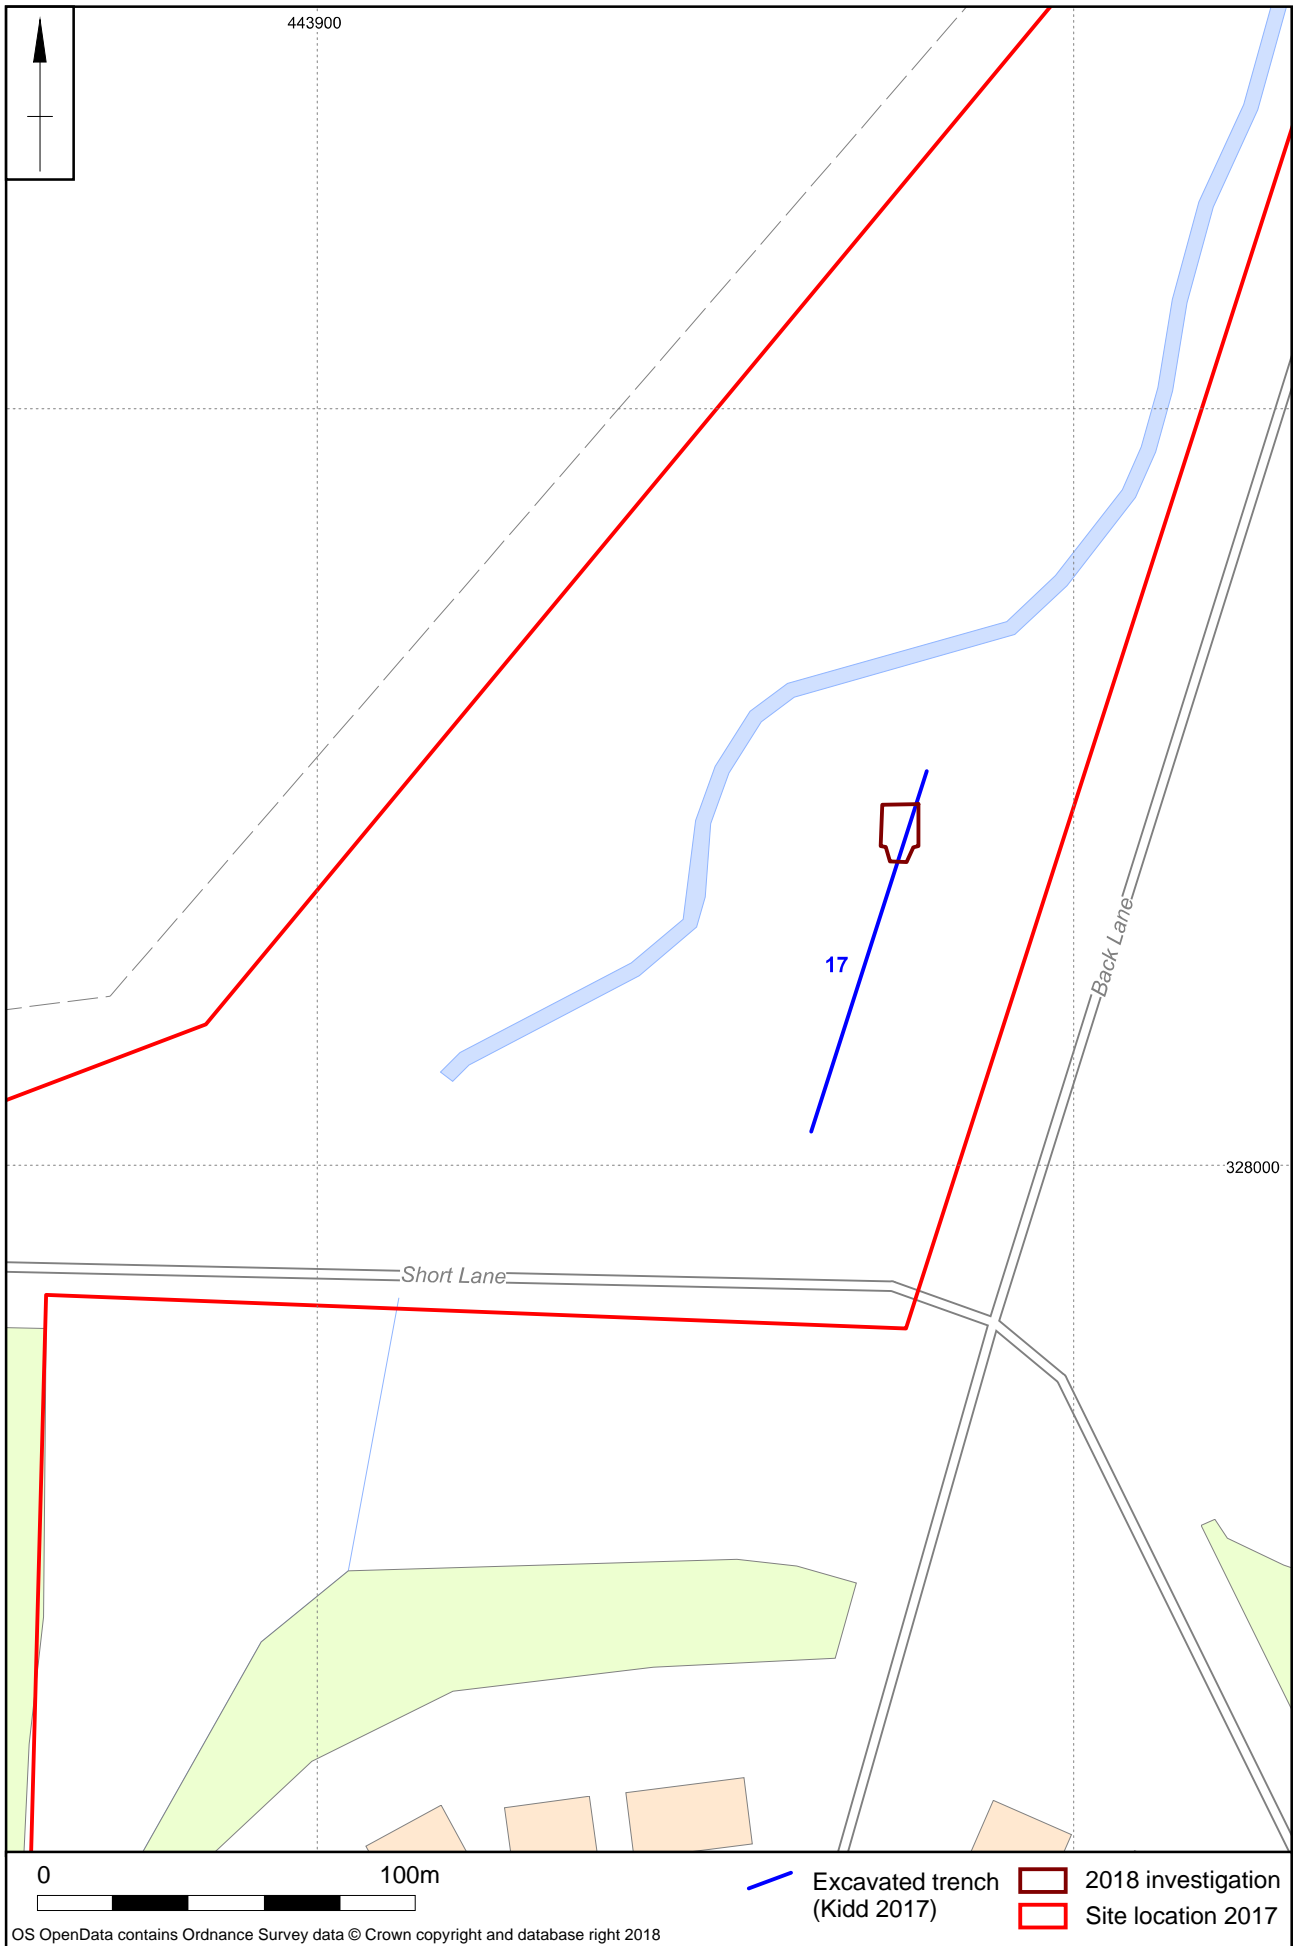 443900
17
Back Lane
328000
Short Lane
0 100m
Excavated trench
(Kidd 2017)
2018 investigation
Site location 2017
OS OpenData contains Ordnance Survey data © Crown copyright and database right 2018